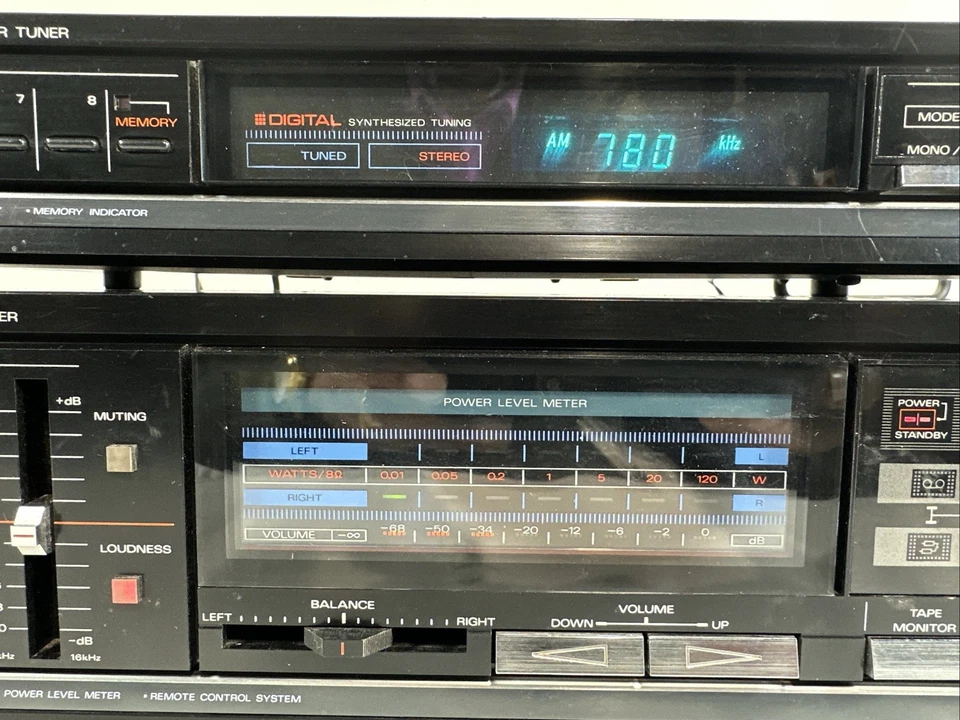 R TUNER
7 8 MEMORY
DIGITAL SYNTHESIZED TUNING
TUNED STEREO
AM 780 kHz
MODE
MONO/
• MEMORY INDICATOR
ER
+dB
MUTING
LOUDNESS
-dB
kHz 16kHz
POWER LEVEL METER
LEFT L
WATTS/8Ω 0.01 0.05 0.2 1 5 20 120 W
RIGHT R
VOLUME -∞ -68 -50 -34 -20 -12 -6 -2 0 dB
POWER
STANDBY
BALANCE
LEFT RIGHT
VOLUME
DOWN UP
TAPE
MONITOR
POWER LEVEL METER • REMOTE CONTROL SYSTEM